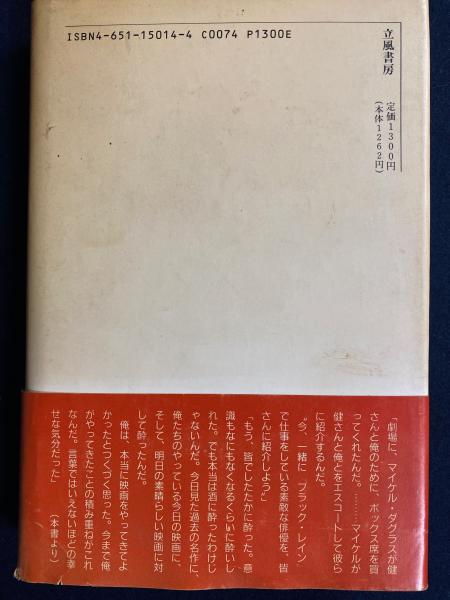 ISBN4-651-15014-4 C0074 P1300E
立風書房
定価1300円
(本体1262円)
「劇場に、マイケル・ダグラスが健
さんと俺のために、ボックス席を買
ってくれたんだ。………マイケルが
健さんと俺とをエスコートして彼ら
に紹介するんだ。
〝今、一緒に ブラック・レイン
で仕事をしている素敵な俳優を、皆
さんに紹介しよう〟
「もう、皆でしたたかに酔った。意
識もなにもなくなるくらいに酔いし
れた。でも本当は酒に酔ったわけじ
ゃないんだ。今日見た過去の名作に、
俺たちのやっている今日の映画に、
そして、明日の素晴らしい映画に対
して酔ったんだ。
俺は、本当に映画をやってきてよ
かったとつくづく思った。今まで俺
がやってきたことの積み重ねがこれ
なんだ。言葉ではいえないほどの幸
せな気分だった」
(本書より)